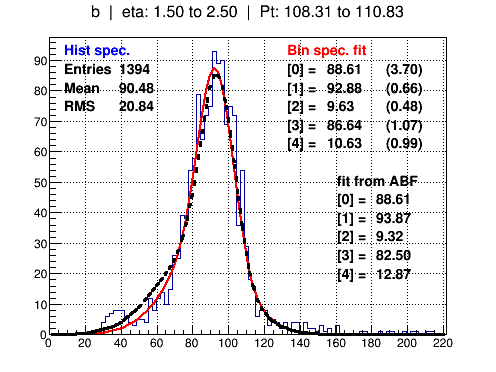 b | eta: 1.50 to 2.50 | Pt: 108.31 to 110.83
Hist spec.
Entries 1394
Mean 90.48
RMS 20.84
Bin spec. fit
[0] = 88.61 (3.70)
[1] = 92.88 (0.66)
[2] = 9.63 (0.48)
[3] = 86.64 (1.07)
[4] = 10.63 (0.99)
fit from ABF
[0] = 88.61
[1] = 93.87
[2] = 9.32
[3] = 82.50
[4] = 12.87
90
80
70
60
50
40
30
20
10
0
0 20 40 60 80 100 120 140 160 180 200 220